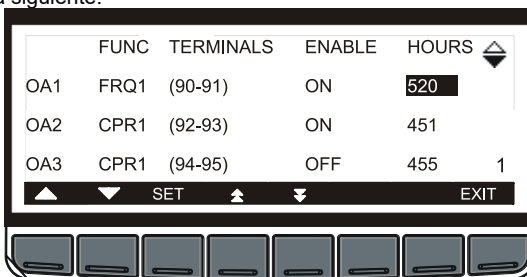 a siguiente:
FUNC TERMINALS ENABLE HOURS
OA1 FRQ1 (90-91) ON 520
OA2 CPR1 (92-93) ON 451
OA3 CPR1 (94-95) OFF 455 1
SET EXIT